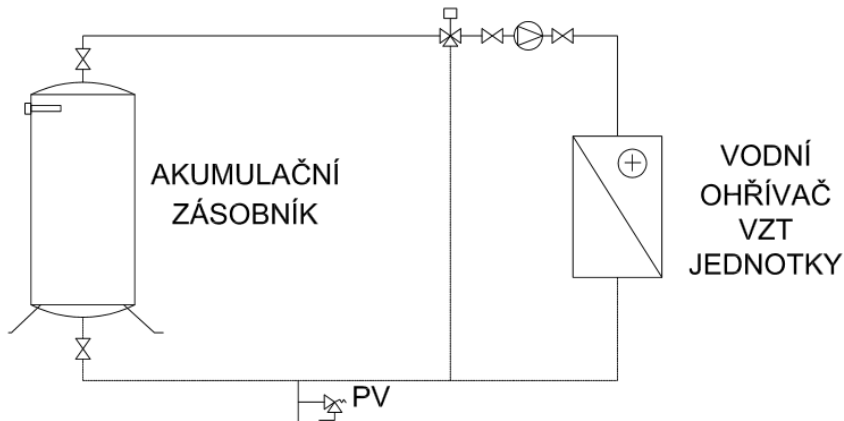 AKUMULAČNÍ
ZÁSOBNÍK
VODNÍ
OHŘÍVAČ
VZT
JEDNOTKY
PV